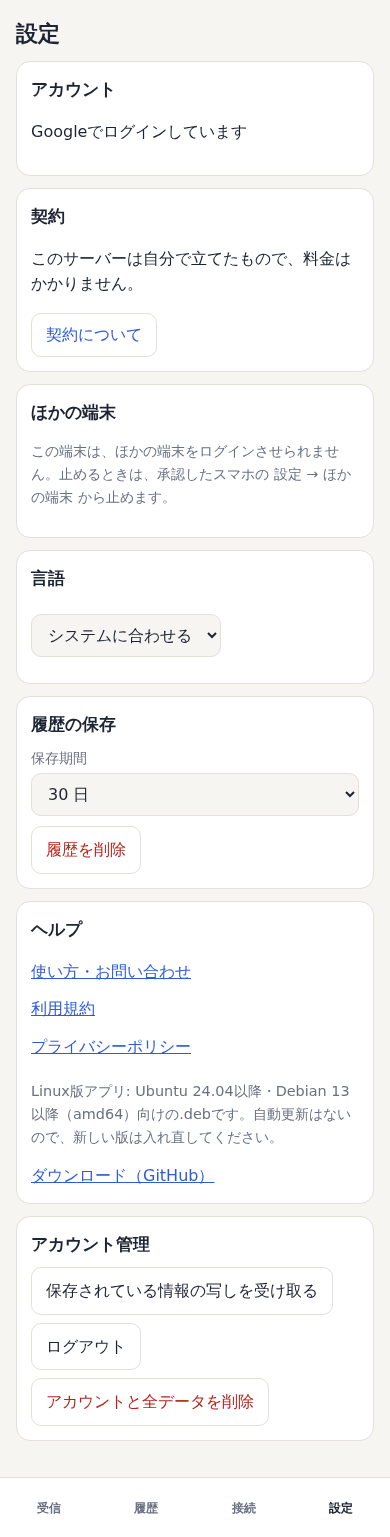 設定
アカウント
Googleでログインしています
契約
このサーバーは自分で立てたもので、料金は
かかりません。
契約について
ほかの端末
この端末は、ほかの端末をログインさせられませ
ん。止めるときは、承認したスマホの 設定 → ほか
の端末 から止めます。
言語
システムに合わせる
履歴の保存
保存期間
30 日
履歴を削除
ヘルプ
使い方・お問い合わせ
利用規約
プライバシーポリシー
Linux版アプリ: Ubuntu 24.04以降・Debian 13
以降（amd64）向けの.debです。自動更新はない
ので、新しい版は入れ直してください。
ダウンロード（GitHub）
アカウント管理
保存されている情報の写しを受け取る
ログアウト
アカウントと全データを削除
受信 履歴 接続 設定